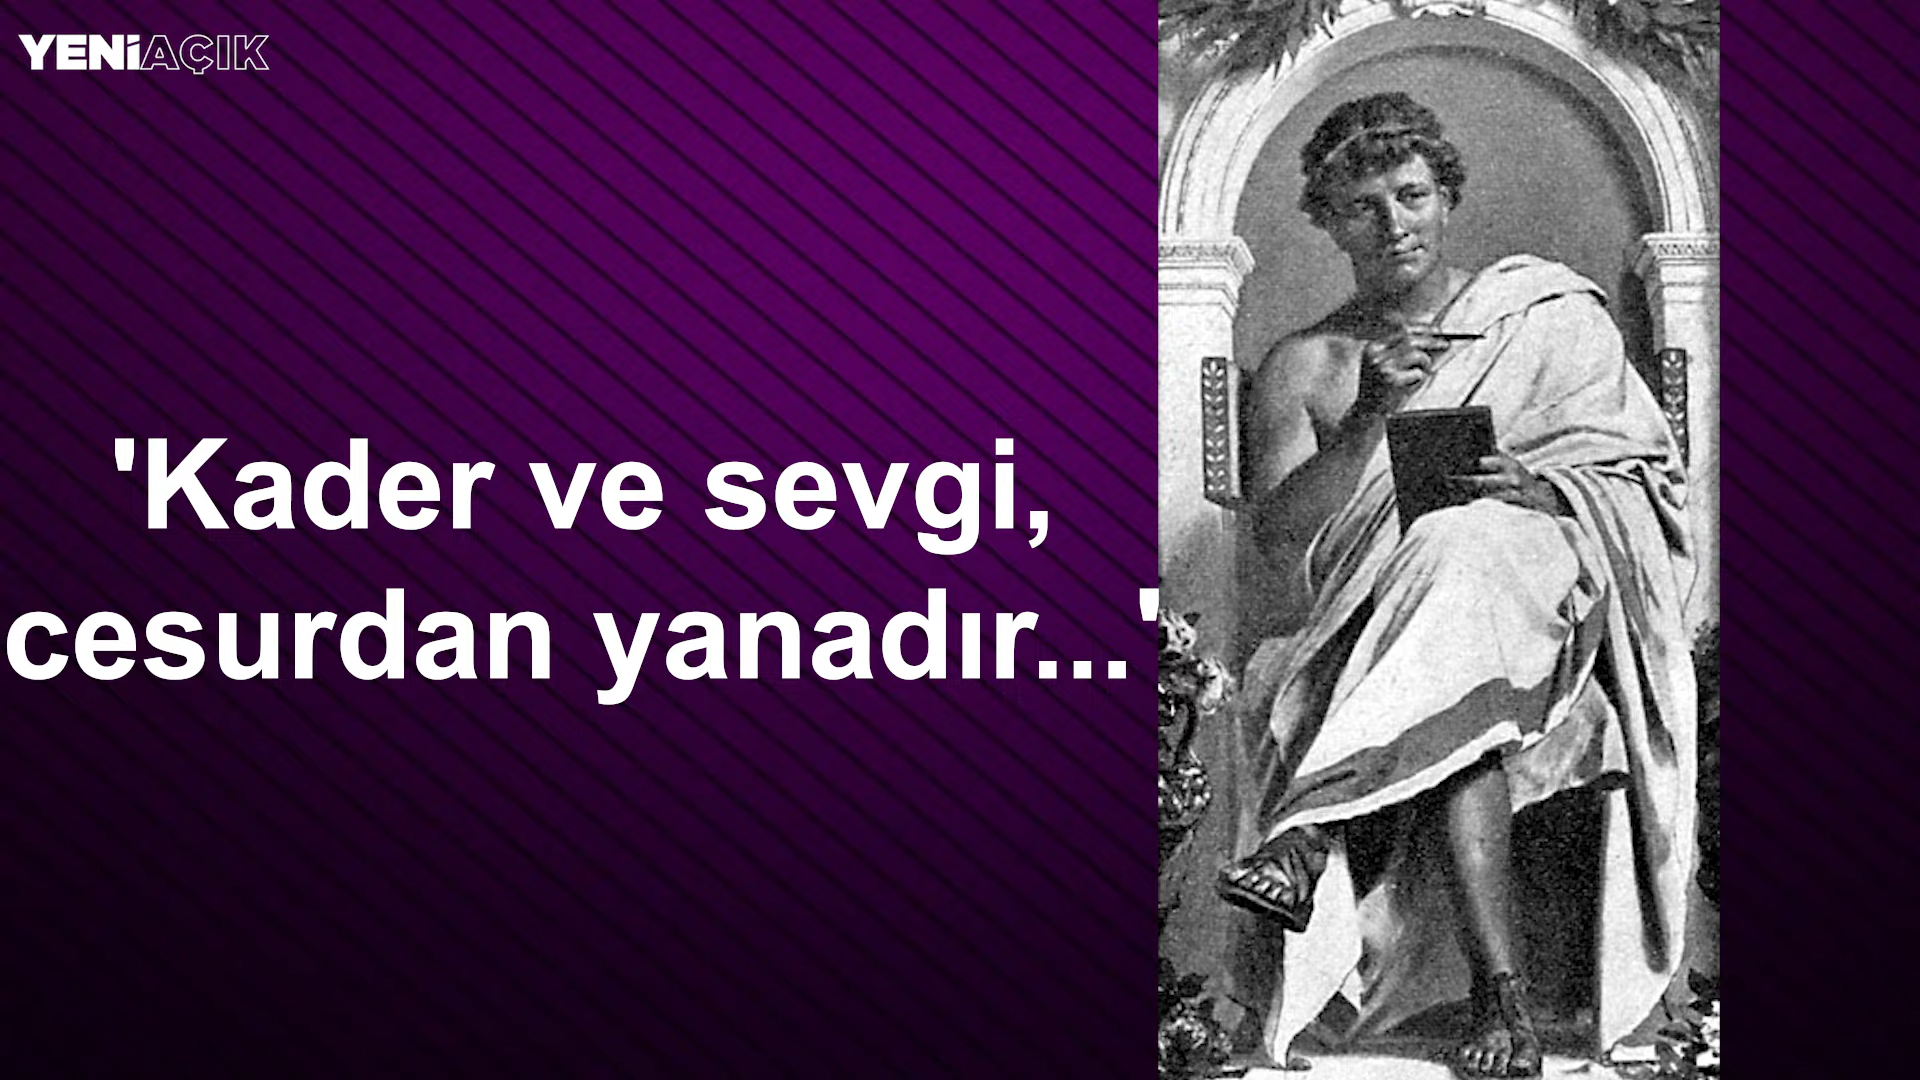 YENİAÇIK
'Kader ve sevgi,
cesurdan yanadır...'